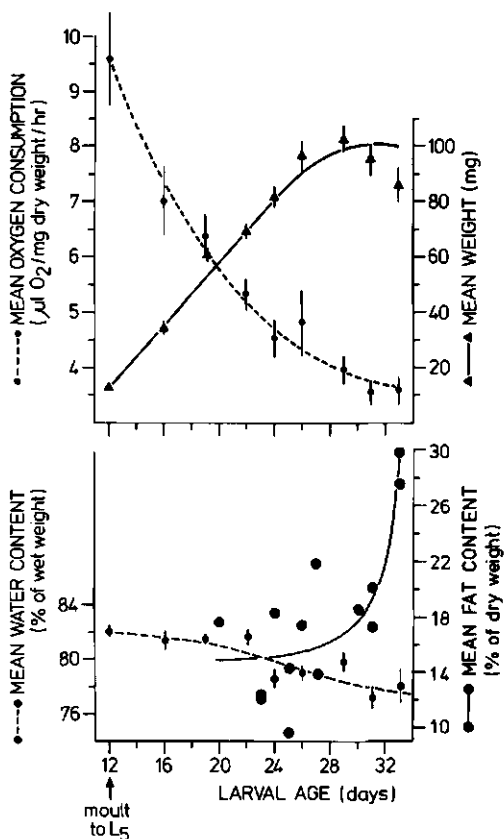 MEAN OXYGEN CONSUMPTION
(µl O2/mg dry weight/hr)
10
9
8
7
6
5
4
MEAN WEIGHT
(mg)
100
80
60
40
20
10
MEAN WATER CONTENT
(% of wet weight)
84
80
76
MEAN FAT CONTENT
(% of dry weight)
30
26
22
18
14
10
12
16
20
24
28
32
moult
to L5
LARVAL AGE (days)